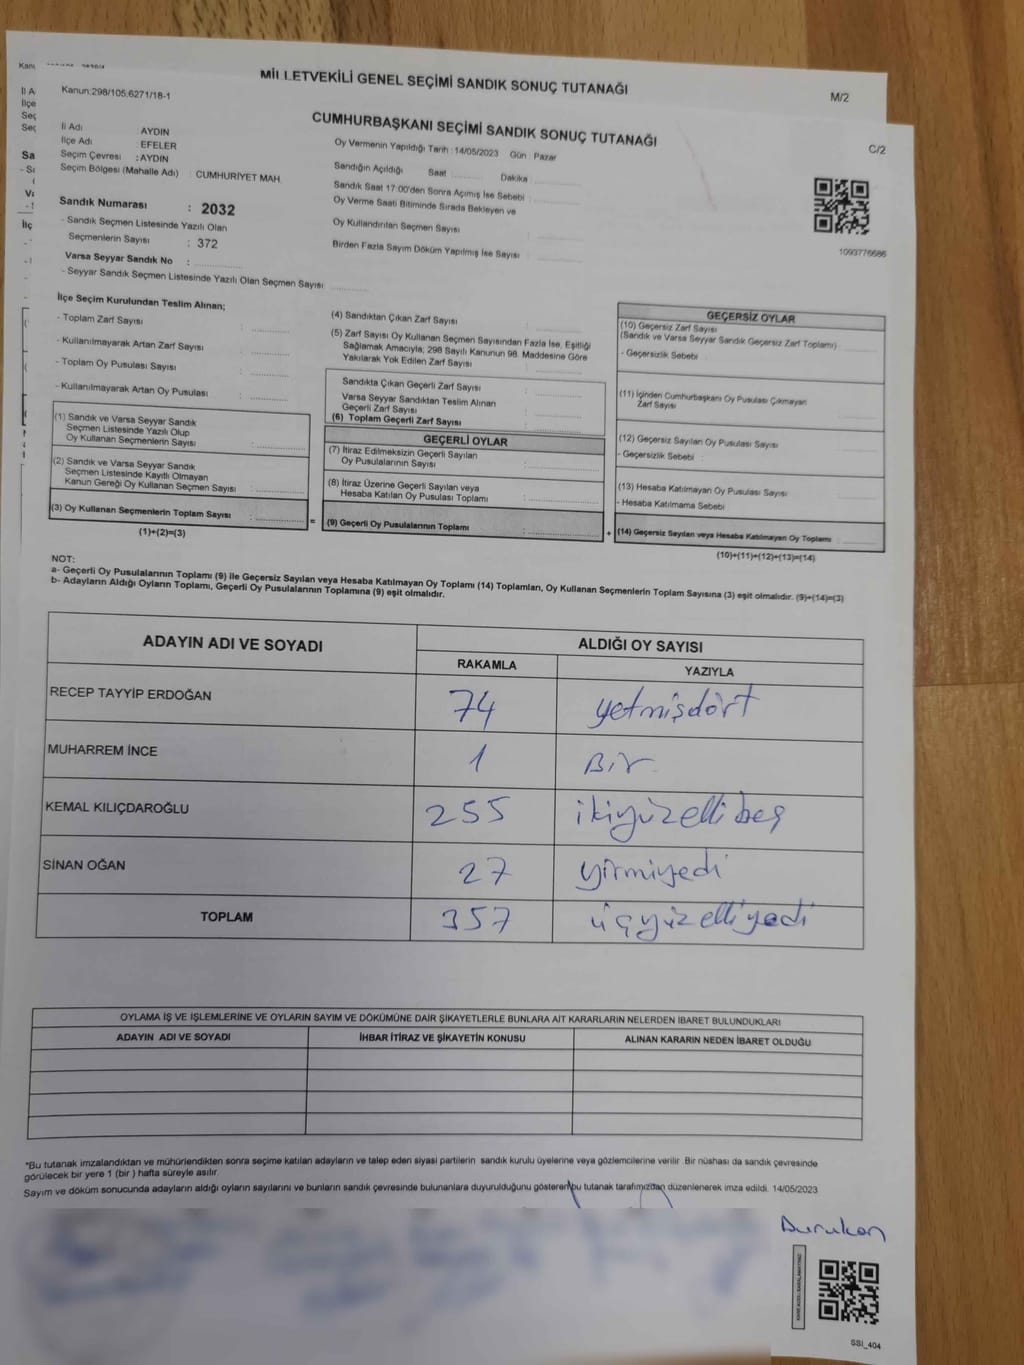 MİLLETVEKİLİ GENEL SEÇİMİ SANDIK SONUÇ TUTANAĞI
M/2
Kanun:298/105,6271/18-1
CUMHURBAŞKANI SEÇİMİ SANDIK SONUÇ TUTANAĞI
C/2
İl Adı AYDIN
İlçe Adı : EFELER
Seçim Çevresi : AYDIN
Seçim Bölgesi (Mahalle Adı) : CUMHURİYET MAH.
Sandık Numarası : 2032
- Sandık Seçmen Listesinde Yazılı Olan
Seçmenlerin Sayısı : 372
Varsa Seyyar Sandık No :
- Seyyar Sandık Seçmen Listesinde Yazılı Olan Seçmen Sayısı
Oy Vermenin Yapıldığı Tarih : 14/05/2023 Gün : Pazar
Sandığın Açıldığı Saat Dakika
Sandık Saat 17:00'den Sonra Açımış İse Sebebi :
Oy Verme Saati Bitiminde Sırada Bekleyen ve
Oy Kullandırılan Seçmen Sayısı :
Birden Fazla Sayım Döküm Yapılmış İse Sayısı :
1093776686
İlçe Seçim Kurulundan Teslim Alınan;
- Toplam Zarf Sayısı :
- Kullanılmayarak Artan Zarf Sayısı :
- Toplam Oy Pusulası Sayısı :
- Kullanılmayarak Artan Oy Pusulası :
(1) Sandık ve Varsa Seyyar Sandık
Seçmen Listesinde Yazılı Olup
Oy Kullanan Seçmenlerin Sayısı :
(2) Sandık ve Varsa Seyyar Sandık
Seçmen Listesinde Kayıtlı Olmayan
Kanun Gereği Oy Kullanan Seçmen Sayısı :
(3) Oy Kullanan Seçmenlerin Toplam Sayısı :
(1)+(2)=(3)
(4) Sandıktan Çıkan Zarf Sayısı :
(5) Zarf Sayısı Oy Kullanan Seçmen Sayısından Fazla İse, Eşitliği
Sağlamak Amacıyla; 298 Sayılı Kanunun 98. Maddesine Göre
Yakılarak Yok Edilen Zarf Sayısı :
Sandıkta Çıkan Geçerli Zarf Sayısı :
Varsa Seyyar Sandıktan Teslim Alınan
Geçerli Zarf Sayısı :
(6) Toplam Geçerli Zarf Sayısı :
GEÇERLİ OYLAR
(7) İtiraz Edilmeksizin Geçerli Sayılan
Oy Pusulalarının Sayısı :
(8) İtiraz Üzerine Geçerli Sayılan veya
Hesaba Katılan Oy Pusulası Toplamı :
= (9) Geçerli Oy Pusulalarının Toplamı :
GEÇERSİZ OYLAR
(10) Geçersiz Zarf Sayısı
(Sandık ve Varsa Seyyar Sandık Geçersiz Zarf Toplamı)
- Geçersizlik Sebebi :
(11) İçinden Cumhurbaşkanı Oy Pusulası Çıkmayan
Zarf Sayısı
(12) Geçersiz Sayılan Oy Pusulası Sayısı
- Geçersizlik Sebebi :
(13) Hesaba Katılmayan Oy Pusulası Sayısı
- Hesaba Katılmama Sebebi
+ (14) Geçersiz Sayılan veya Hesaba Katılmayan Oy Toplamı
(10)+(11)+(12)+(13)=(14)
NOT:
a- Geçerli Oy Pusulalarının Toplamı (9) ile Geçersiz Sayılan veya Hesaba Katılmayan Oy Toplamı (14) Toplamları, Oy Kullanan Seçmenlerin Toplam Sayısına (3) eşit olmalıdır. (9)+(14)=(3)
b- Adayların Aldığı Oyların Toplamı, Geçerli Oy Pusulalarının Toplamına (9) eşit olmalıdır.
ADAYIN ADI VE SOYADI ALDIĞI OY SAYISI
RAKAMLA YAZIYLA
RECEP TAYYİP ERDOĞAN 74 yetmişdört
MUHARREM İNCE 1 Bir
KEMAL KILIÇDAROĞLU 255 ikiyüzellibeş
SİNAN OĞAN 27 yirmiyedi
TOPLAM 357 üçyüzelliyedi
OYLAMA İŞ VE İŞLEMLERİNE VE OYLARIN SAYIM VE DÖKÜMÜNE DAİR ŞİKAYETLERLE BUNLARA AİT KARARLARIN NELERDEN İBARET BULUNDUKLARI
ADAYIN ADI VE SOYADI İHBAR İTİRAZ VE ŞİKAYETİN KONUSU ALINAN KARARIN NEDEN İBARET OLDUĞU
*Bu tutanak imzalandıktan ve mühürlendikten sonra seçime katılan adayların ve talep eden siyasi partilerin sandık kurulu üyelerine veya gözlemcilerine verilir. Bir nüshası da sandık çevresinde
görülecek bir yere 1 (bir) hafta süreyle asılır.
Sayım ve döküm sonucunda adayların aldığı oyların sayılarını ve bunların sandık çevresinde bulunanlara duyurulduğunu gösteren bu tutanak tarafımızdan düzenlenerek imza edildi. 14/05/2023
Durukan
SSI_404